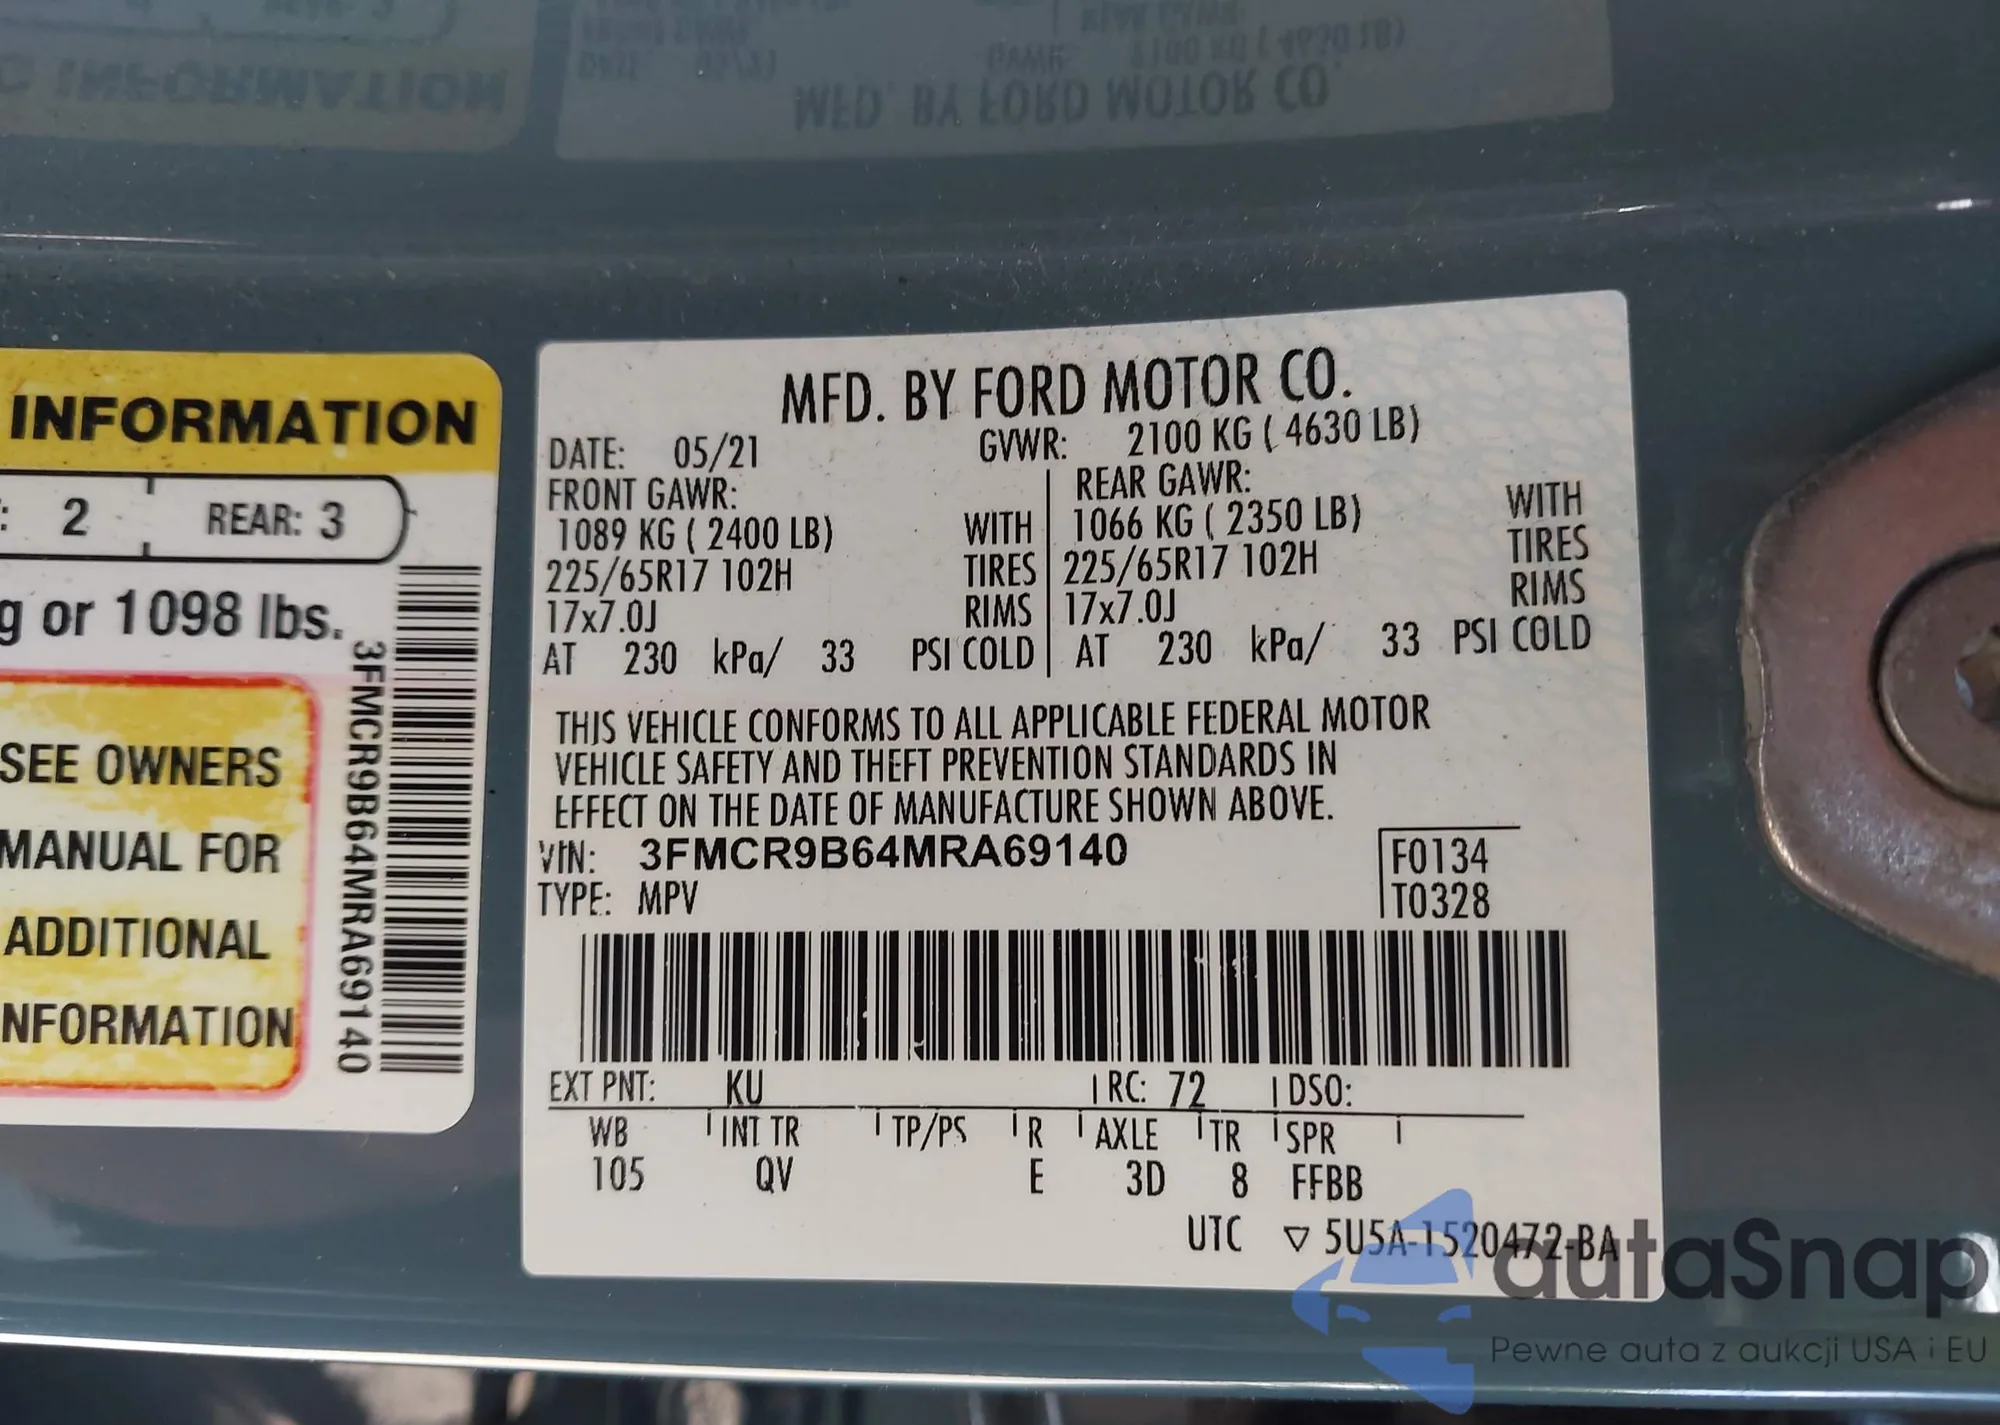 INFORMATION
2 REAR: 3
g or 1098 lbs.
3FMCR9B64MRA69140
SEE OWNERS
MANUAL FOR
ADDITIONAL
NFORMATION
MFD. BY FORD MOTOR CO.
DATE: 05/21 GVWR: 2100 KG ( 4630 LB)
FRONT GAWR: REAR GAWR:
1089 KG ( 2400 LB) WITH 1066 KG ( 2350 LB) WITH
225/65R17 102H TIRES 225/65R17 102H TIRES
17x7.0J RIMS 17x7.0J RIMS
AT 230 kPa/ 33 PSI COLD AT 230 kPa/ 33 PSI COLD
THIS VEHICLE CONFORMS TO ALL APPLICABLE FEDERAL MOTOR
VEHICLE SAFETY AND THEFT PREVENTION STANDARDS IN
EFFECT ON THE DATE OF MANUFACTURE SHOWN ABOVE.
VIN: 3FMCR9B64MRA69140 F0134
TYPE: MPV T0328
EXT PNT: KU RC: 72 DSO:
WB INT TR TP/PS R AXLE TR SPR
105 QV E 3D 8 FFBB
UTC ▽ 5U5A-1520472-BA
autaSnap
Pewne auta z aukcji USA i EU